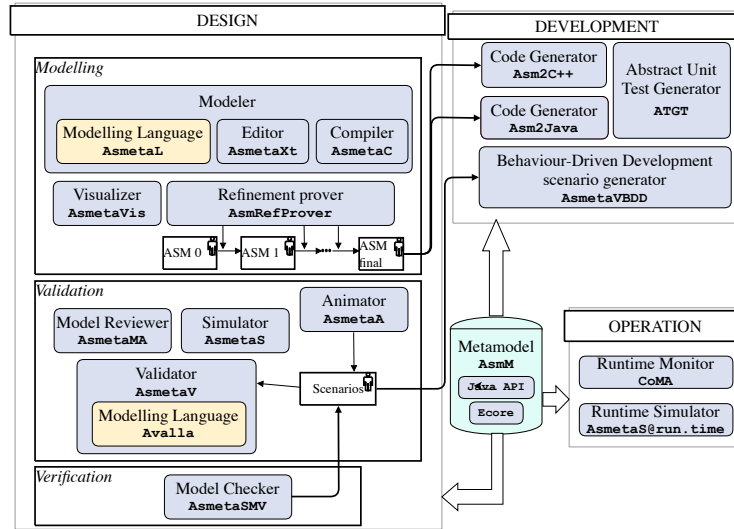 DESIGN
Modelling
Modeler
Modelling Language
AsmetaL
Editor
AsmetaXt
Compiler
AsmetaC
Visualizer
AsmetaVis
Refinement prover
AsmRefProver
ASM 0
ASM 1
...
ASM
final
Validation
Model Reviewer
AsmetaMA
Simulator
AsmetaS
Animator
AsmetaA
Validator
AsmetaV
Modelling Language
Avalla
Scenarios
Verification
Model Checker
AsmetaSMV
DEVELOPMENT
Code Generator
Asm2C++
Code Generator
Asm2Java
Abstract Unit
Test Generator
ATGT
Behaviour-Driven Development
scenario generator
AsmetaVBDD
Metamodel
AsmM
Java API
Ecore
OPERATION
Runtime Monitor
CoMA
Runtime Simulator
AsmetaS@run.time